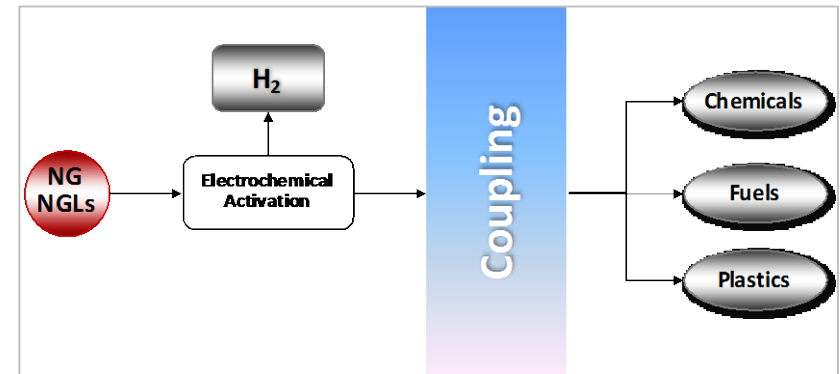 H₂
NG
NGLs
Electrochemical
Activation
Coupling
Chemicals
Fuels
Plastics